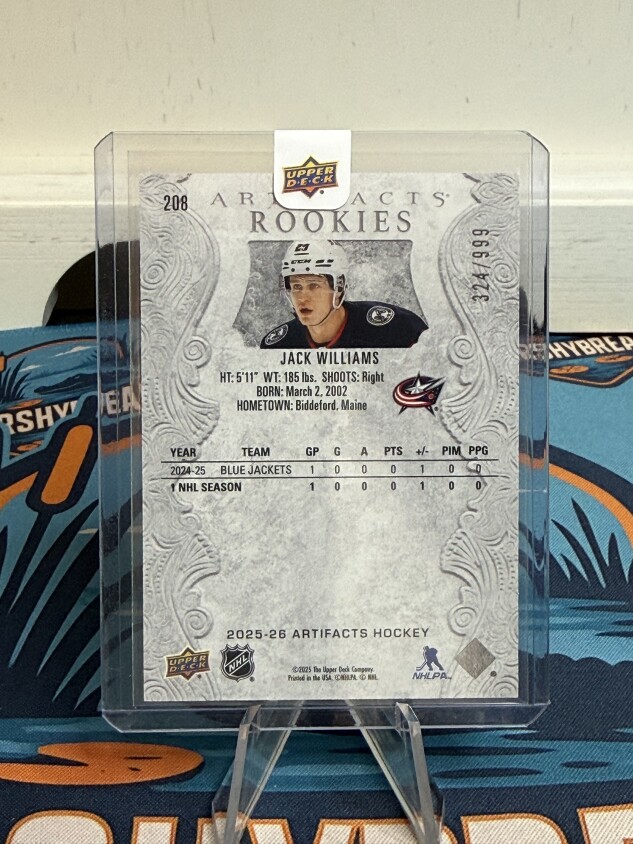 UPPER
D·E·C·K
208
ARTIFACTS
ROOKIES
324/999
CCM
JACK WILLIAMS
HT: 5'11" WT: 185 lbs. SHOOTS: Right
BORN: March 2, 2002
HOMETOWN: Biddeford, Maine
YEAR TEAM GP G A PTS +/- PIM PPG
2024-25 BLUE JACKETS 1 0 0 0 1 0 0
1 NHL SEASON 1 0 0 0 1 0 0
2025-26 ARTIFACTS HOCKEY
UPPER
D·E·C·K
NHL
©2025 The Upper Deck Company.
Printed in the USA. ©NHLPA. © NHL.
NHLPA